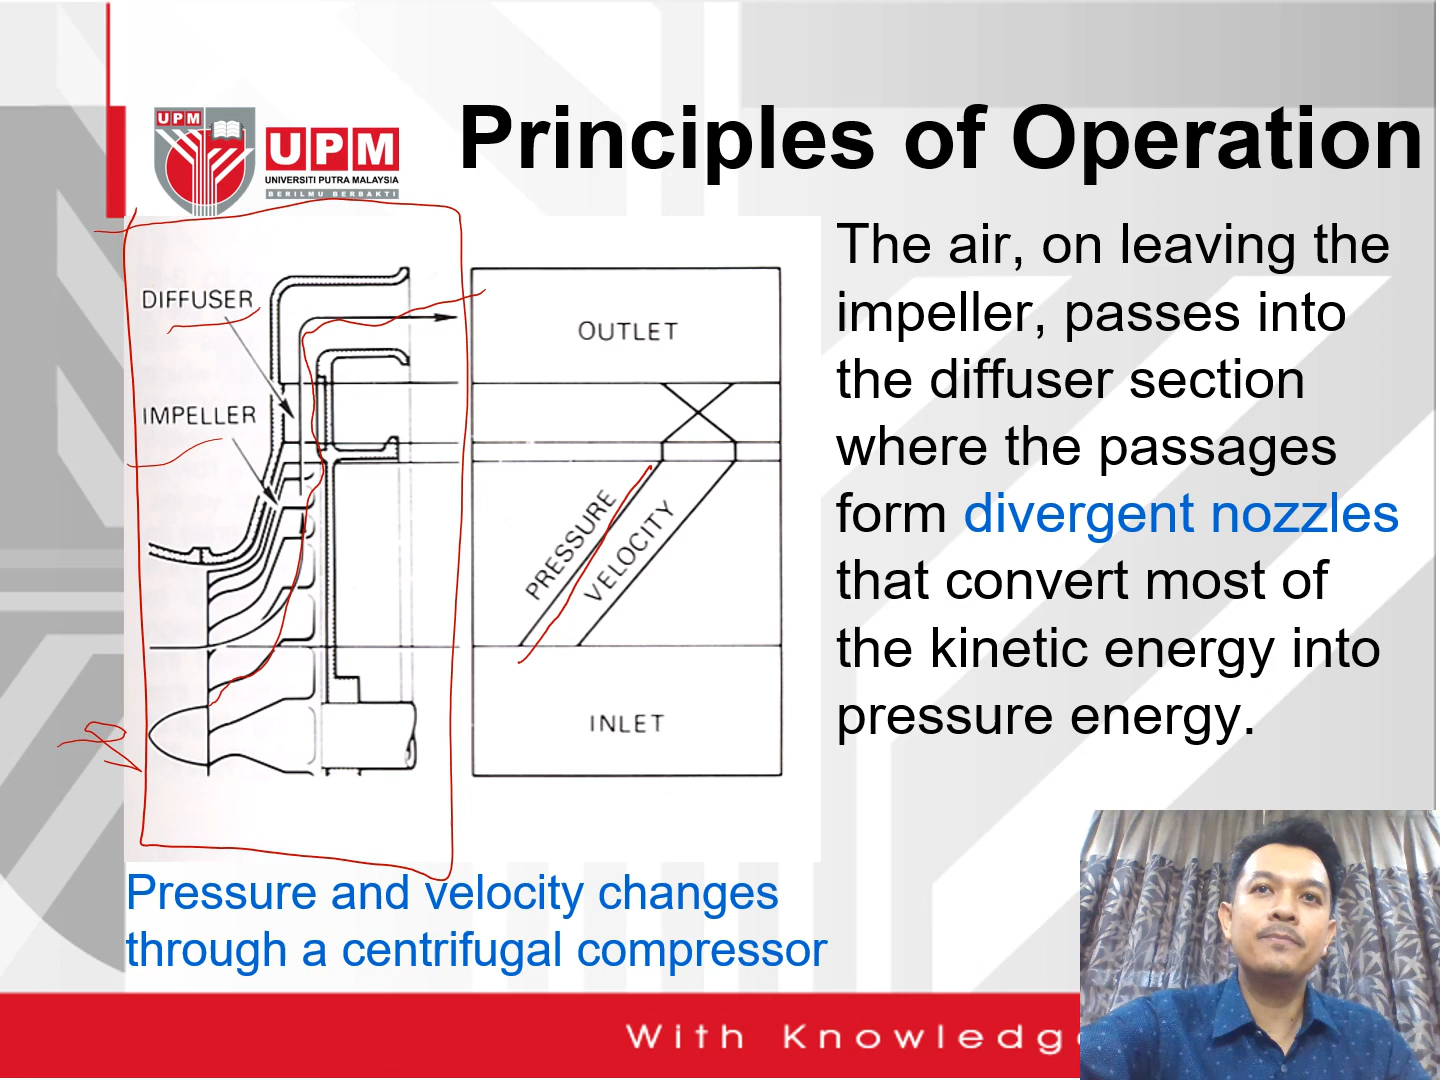 Principles of Operation
UPM
UPM
UNIVERSITI PUTRA MALAYSIA
BERILMU BERBAKTI
DIFFUSER
IMPELLER
OUTLET
PRESSURE
VELOCITY
INLET
The air, on leaving the
impeller, passes into
the diffuser section
where the passages
form divergent nozzles
that convert most of
the kinetic energy into
pressure energy.
Pressure and velocity changes
through a centrifugal compressor
With Knowledge